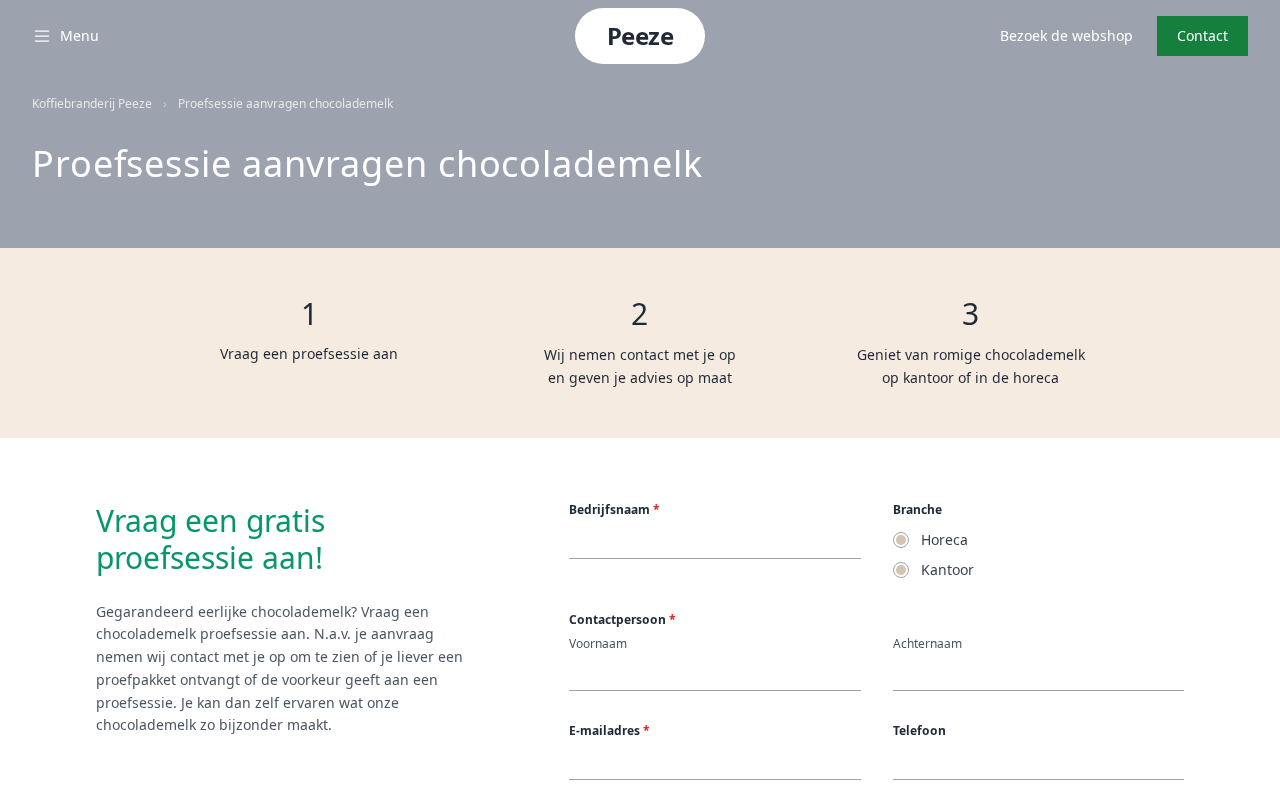 Menu
Peeze
Bezoek de webshop
Contact
Koffiebranderij Peeze › Proefsessie aanvragen chocolademelk
Proefsessie aanvragen chocolademelk
1
Vraag een proefsessie aan
2
Wij nemen contact met je op
en geven je advies op maat
3
Geniet van romige chocolademelk
op kantoor of in de horeca
Vraag een gratis
proefsessie aan!
Gegarandeerd eerlijke chocolademelk? Vraag een
chocolademelk proefsessie aan. N.a.v. je aanvraag
nemen wij contact met je op om te zien of je liever een
proefpakket ontvangt of de voorkeur geeft aan een
proefsessie. Je kan dan zelf ervaren wat onze
chocolademelk zo bijzonder maakt.
Bedrijfsnaam *
Branche
Horeca
Kantoor
Contactpersoon *
Voornaam
Achternaam
E-mailadres *
Telefoon